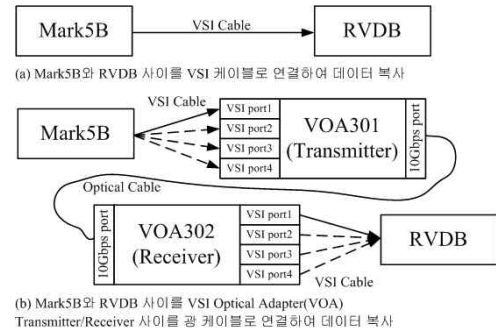 Mark5B
VSI Cable
RVDB
(a) Mark5B와 RVDB 사이를 VSI 케이블로 연결하여 데이터 복사
VSI Cable
Mark5B
VSI port1
VSI port2
VSI port3
VSI port4
VOA301
(Transmitter)
10Gbps port
Optical Cable
10Gbps port
VOA302
(Receiver)
VSI port1
VSI port2
VSI port3
VSI port4
RVDB
VSI Cable
(b) Mark5B와 RVDB 사이를 VSI Optical Adapter(VOA)
Transmitter/Receiver 사이를 광 케이블로 연결하여 데이터 복사